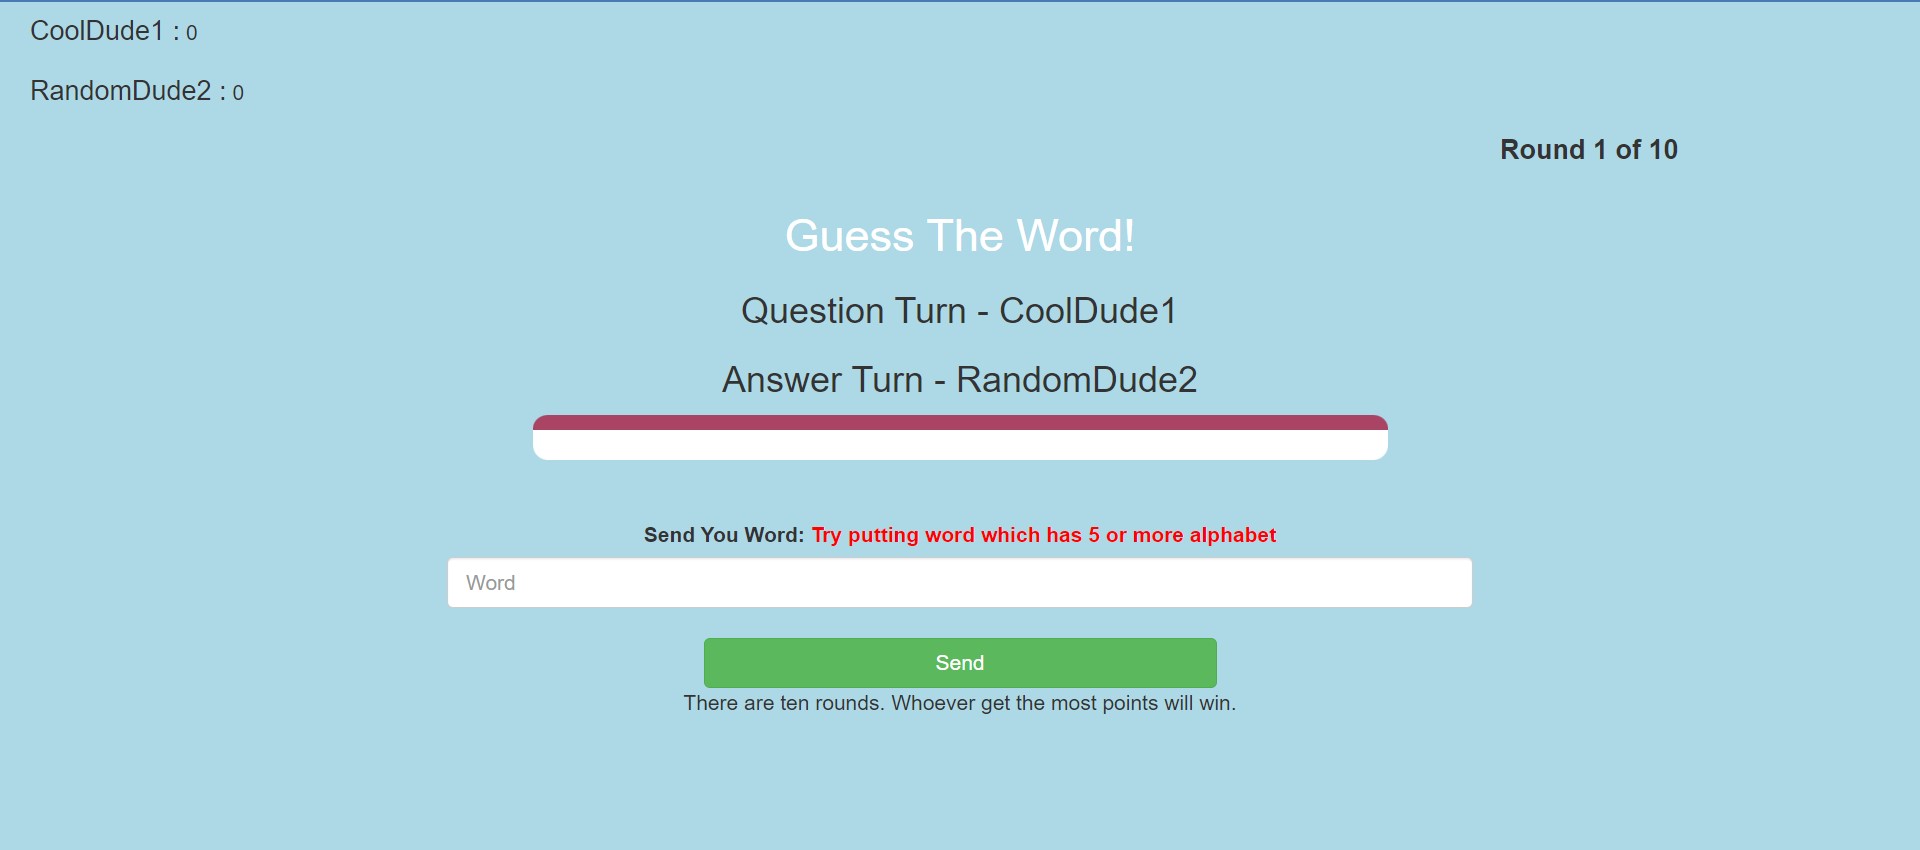 CoolDude1 : 0
RandomDude2 : 0
Round 1 of 10
Guess The Word!
Question Turn - CoolDude1
Answer Turn - RandomDude2
Send You Word: Try putting word which has 5 or more alphabet
Word
Send
There are ten rounds. Whoever get the most points will win.